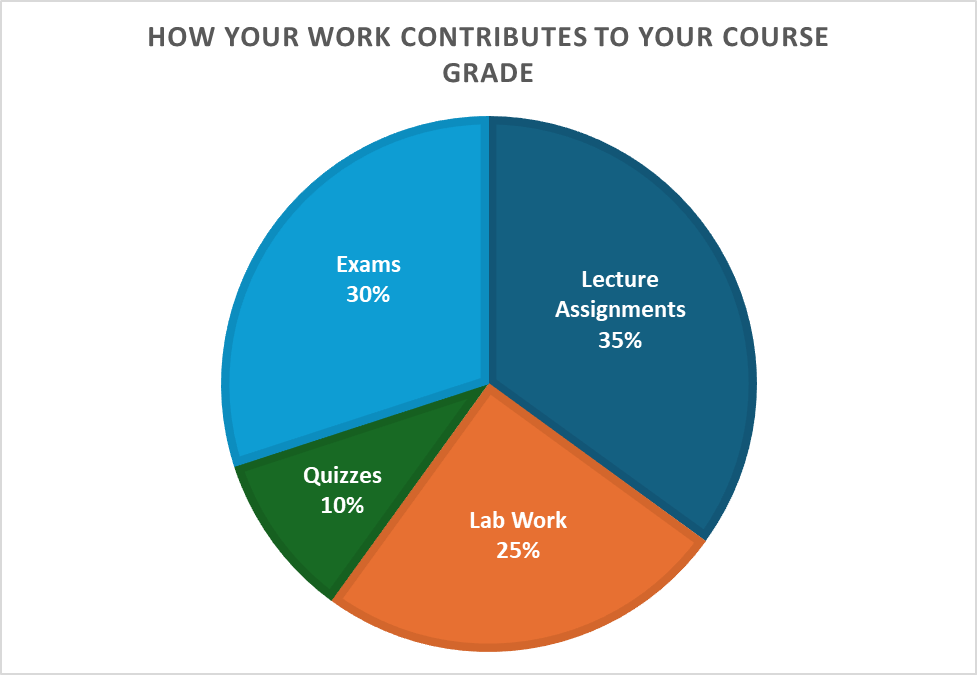 HOW YOUR WORK CONTRIBUTES TO YOUR COURSE
GRADE
Exams
30%
Lecture
Assignments
35%
Quizzes
10%
Lab Work
25%